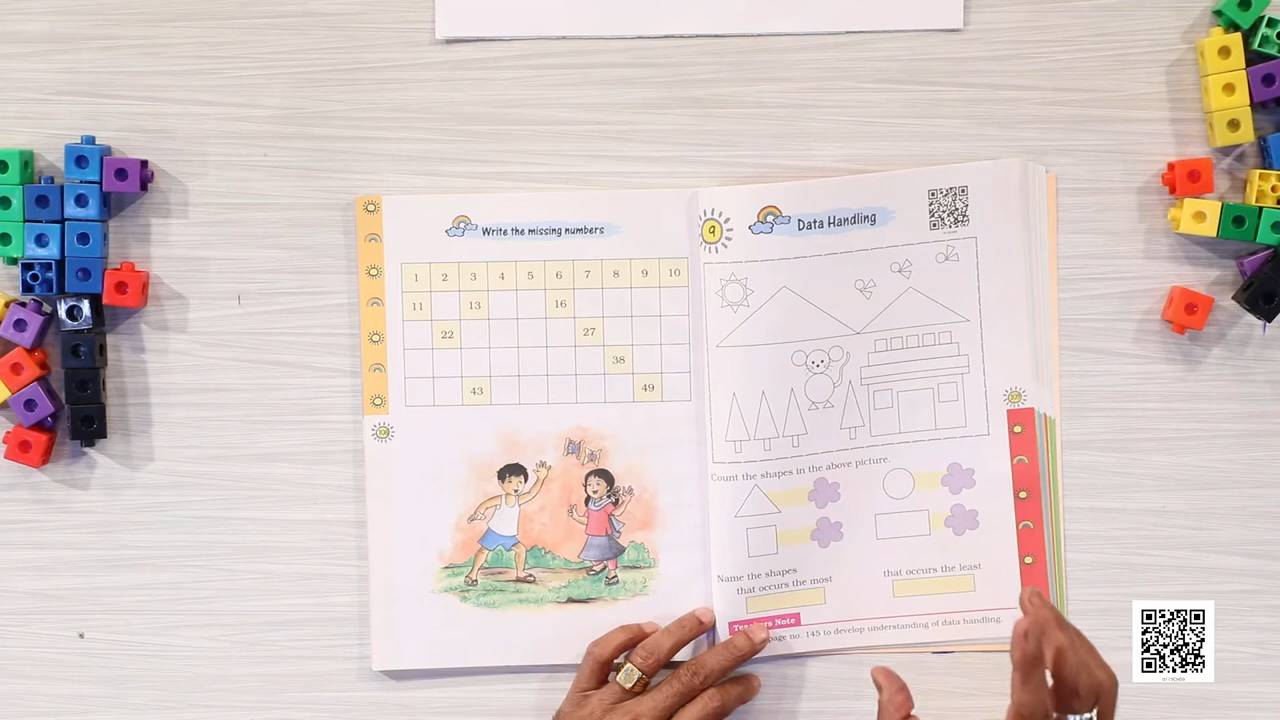 Write the missing numbers
1 2 3 4 5 6 7 8 9 10
11 13 16
22 27
38
43 49
9
Data Handling
Count the shapes in the above picture.
Name the shapes
that occurs the most
that occurs the least
Teachers Note
page no. 145 to develop understanding of data handling.
0119CH09